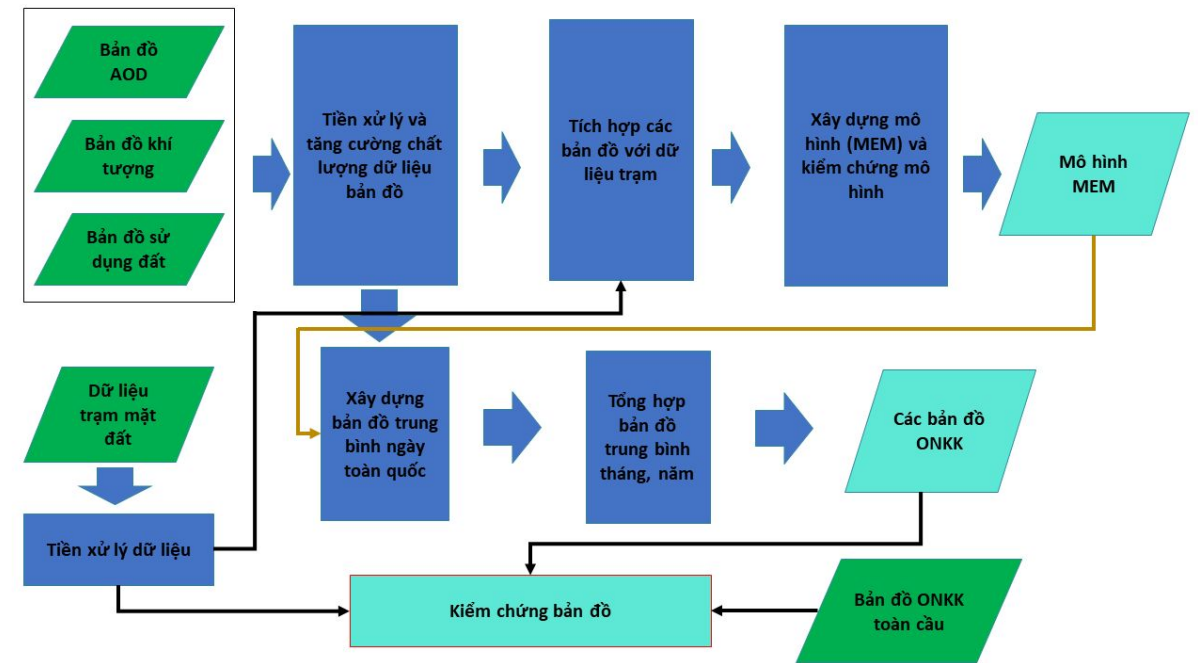 Bản đồ
AOD
Bản đồ khí
tượng
Bản đồ sử
dụng đất
Tiền xử lý và
tăng cường chất
lượng dữ liệu
bản đồ
Tích hợp các
bản đồ với dữ
liệu trạm
Xây dựng mô
hình (MEM) và
kiểm chứng mô
hình
Mô hình
MEM
Dữ liệu
trạm mặt
đất
Tiền xử lý dữ liệu
Xây dựng
bản đồ trung
bình ngày
toàn quốc
Tổng hợp
bản đồ
trung bình
tháng, năm
Các bản đồ
ONKK
Kiểm chứng bản đồ
Bản đồ ONKK
toàn cầu